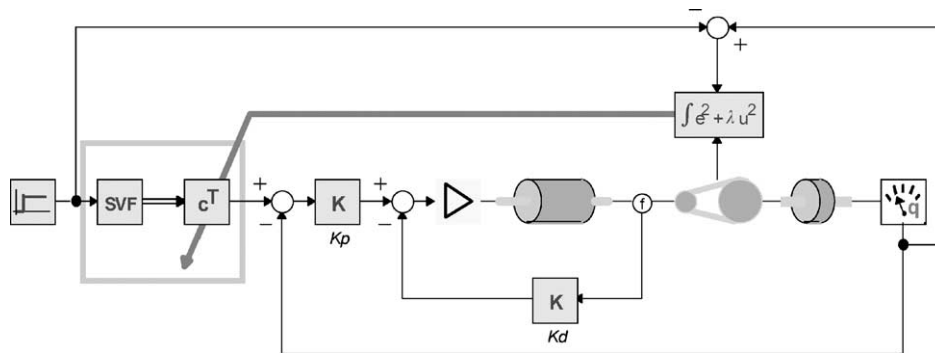 −
+
∫ e² + λ u²
SVF
cᵀ
+
−
K
Kp
+
−
f
q
K
Kd